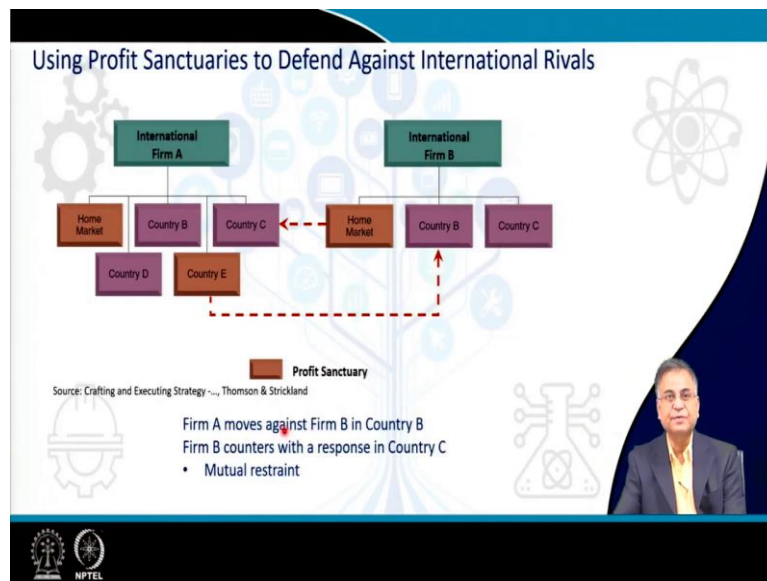 Using Profit Sanctuaries to Defend Against International Rivals
International
Firm A
International
Firm B
Home
Market
Country B
Country C
Home
Market
Country B
Country C
Country D
Country E
Profit Sanctuary
Source: Crafting and Executing Strategy -..., Thomson & Strickland
Firm A moves against Firm B in Country B
Firm B counters with a response in Country C
• Mutual restraint
NPTEL